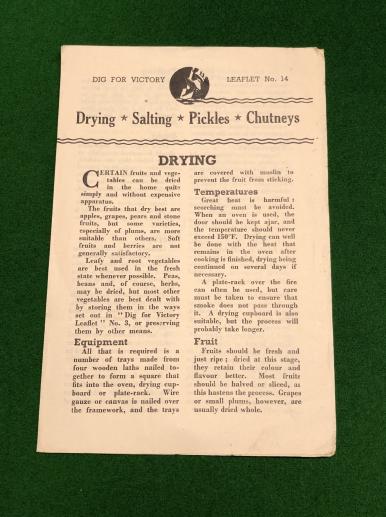 DIG FOR VICTORY LEAFLET No. 14
Drying ★ Salting ★ Pickles ★ Chutneys
DRYING
CERTAIN fruits and vege-
tables can be dried
in the home quite
simply and without expensive
apparatus.
The fruits that dry best are
apples, grapes, pears and stone
fruits, but some varieties,
especially of plums, are more
suitable than others. Soft
fruits and berries are not
generally satisfactory.
Leafy and root vegetables
are best used in the fresh
state whenever possible. Peas,
beans and, of course, herbs,
may be dried, but most other
vegetables are best dealt with
by storing them in the ways
set out in "Dig for Victory
Leaflet" No. 3, or preserving
them by other means.
Equipment
All that is required is a
number of trays made from
four wooden laths nailed to-
gether to form a square that
fits into the oven, drying cup-
board or plate-rack. Wire
gauze or canvas is nailed over
the framework, and the trays
are covered with muslin to
prevent the fruit from sticking.
Temperatures
Great heat is harmful:
scorching must be avoided.
When an oven is used, the
door should be kept ajar, and
the temperature should never
exceed 150°F. Drying can well
be done with the heat that
remains in the oven after
cooking is finished, drying being
continued on several days if
necessary.
A plate-rack over the fire
can often be used, but care
must be taken to ensure that
smoke does not pass through
it. A drying cupboard is also
suitable, but the process will
probably take longer.
Fruit
Fruits should be fresh and
just ripe; dried at this stage,
they retain their colour and
flavour better. Most fruits
should be halved or sliced, as
this hastens the process. Grapes
or small plums, however, are
usually dried whole.